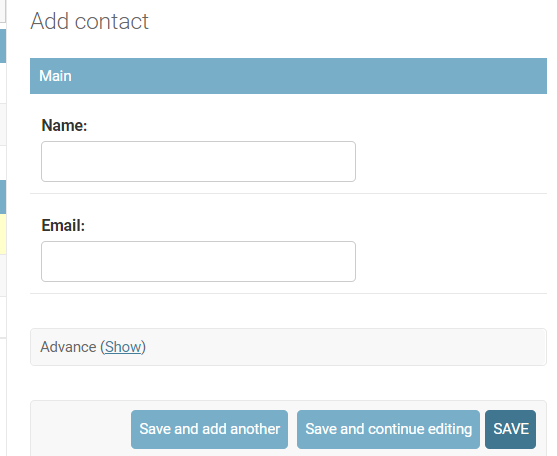 Add contact
Main
Name:
Email:
Advance (Show)
Save and add another Save and continue editing SAVE